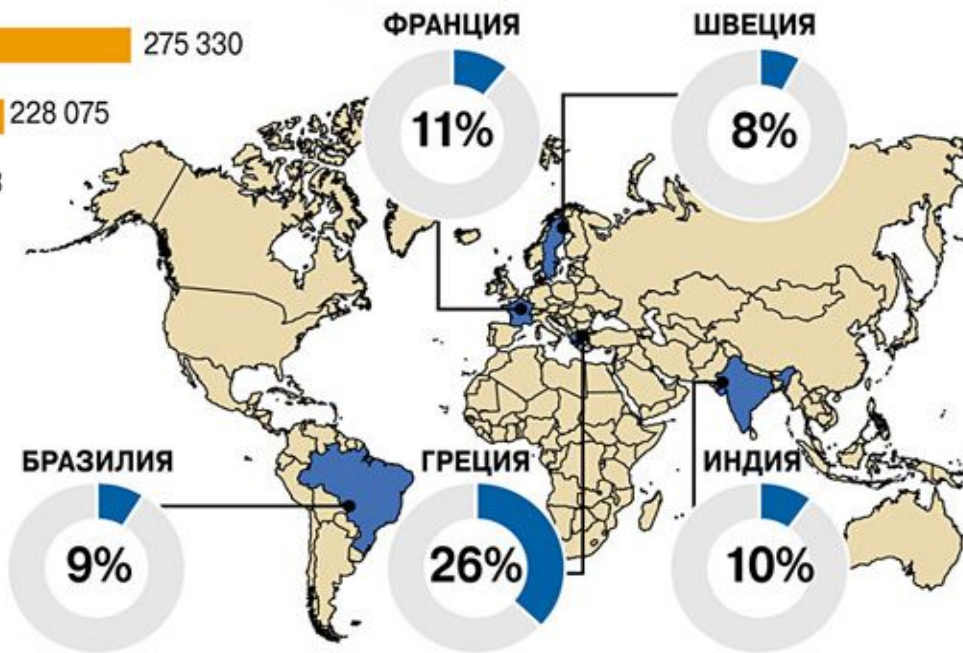 275 330
228 075
ФРАНЦИЯ
11%
ШВЕЦИЯ
8%
БРАЗИЛИЯ
9%
ГРЕЦИЯ
26%
ИНДИЯ
10%